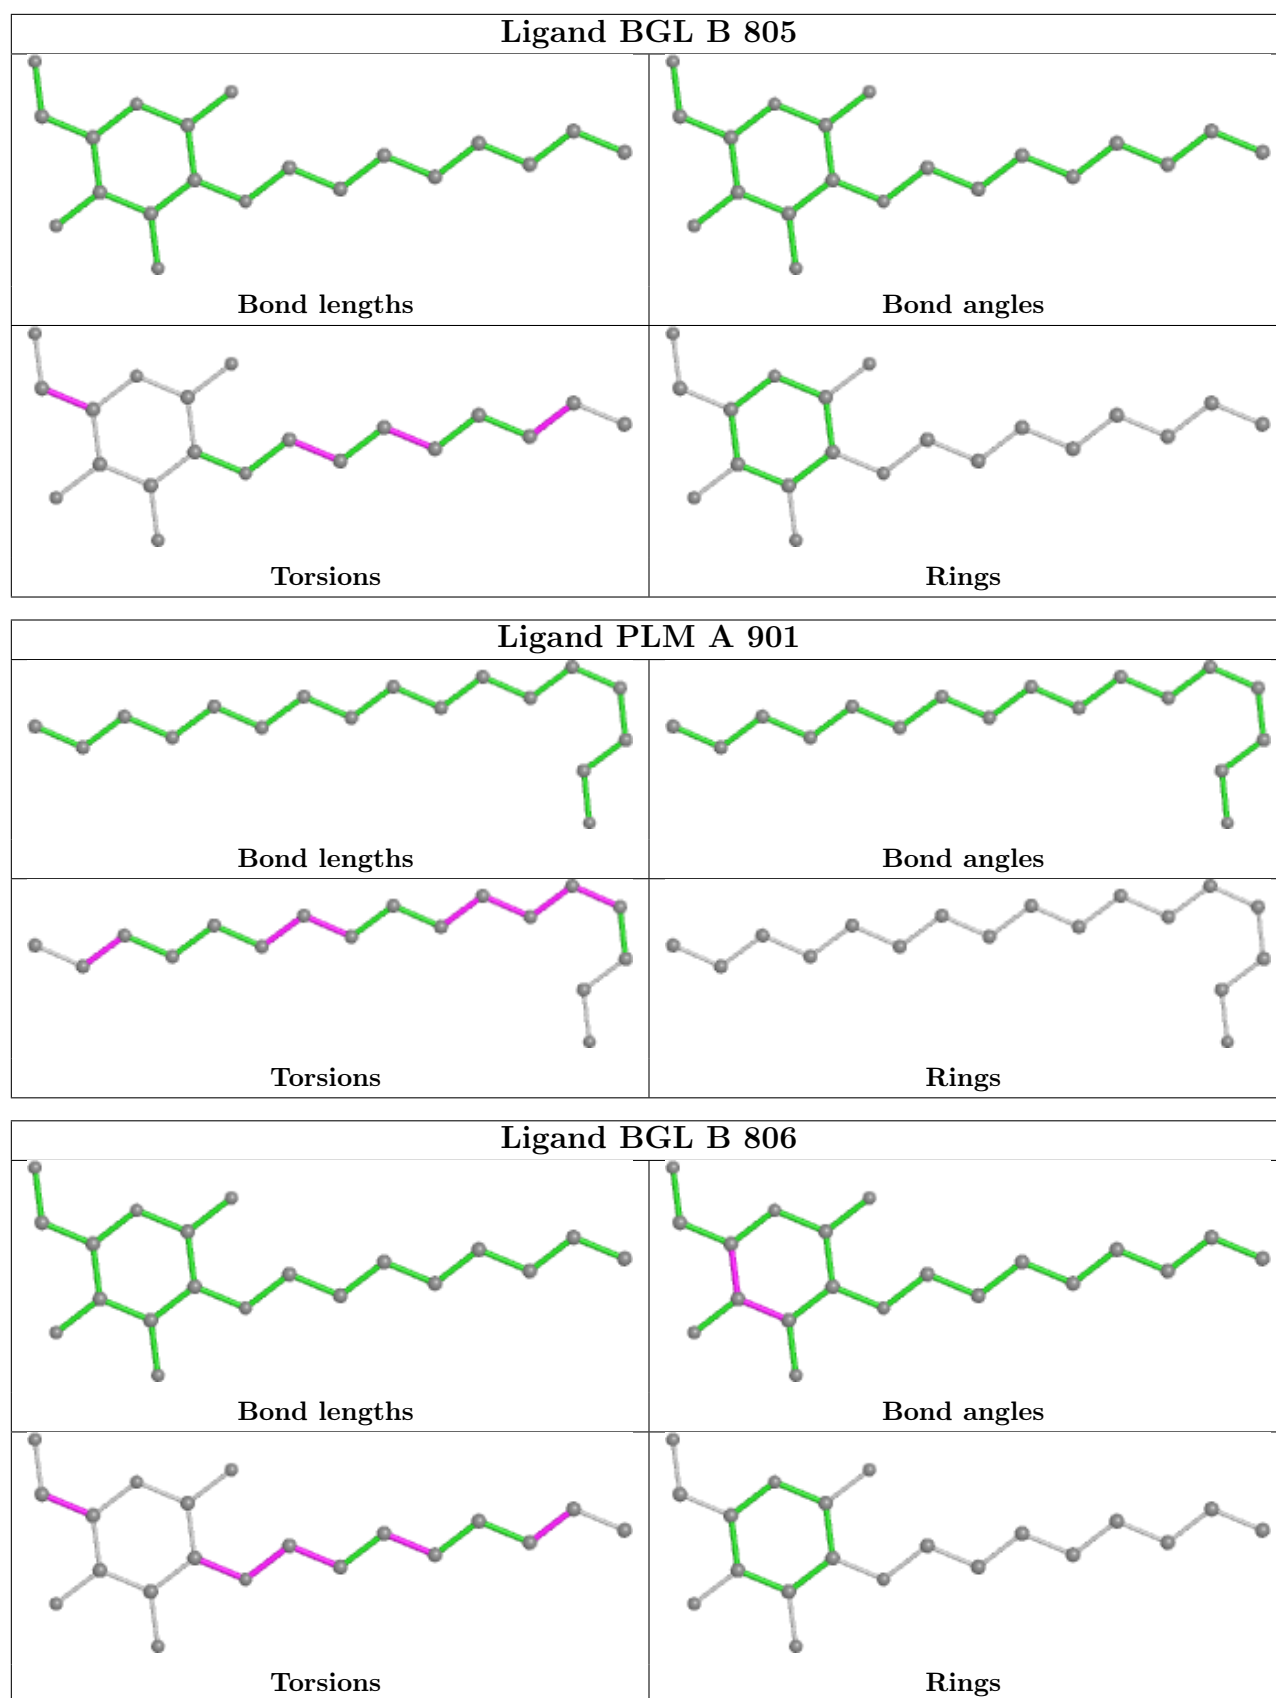 Ligand BGL B 805
Bond lengths
Bond angles
Torsions
Rings
Ligand PLM A 901
Bond lengths
Bond angles
Torsions
Rings
Ligand BGL B 806
Bond lengths
Bond angles
Torsions
Rings